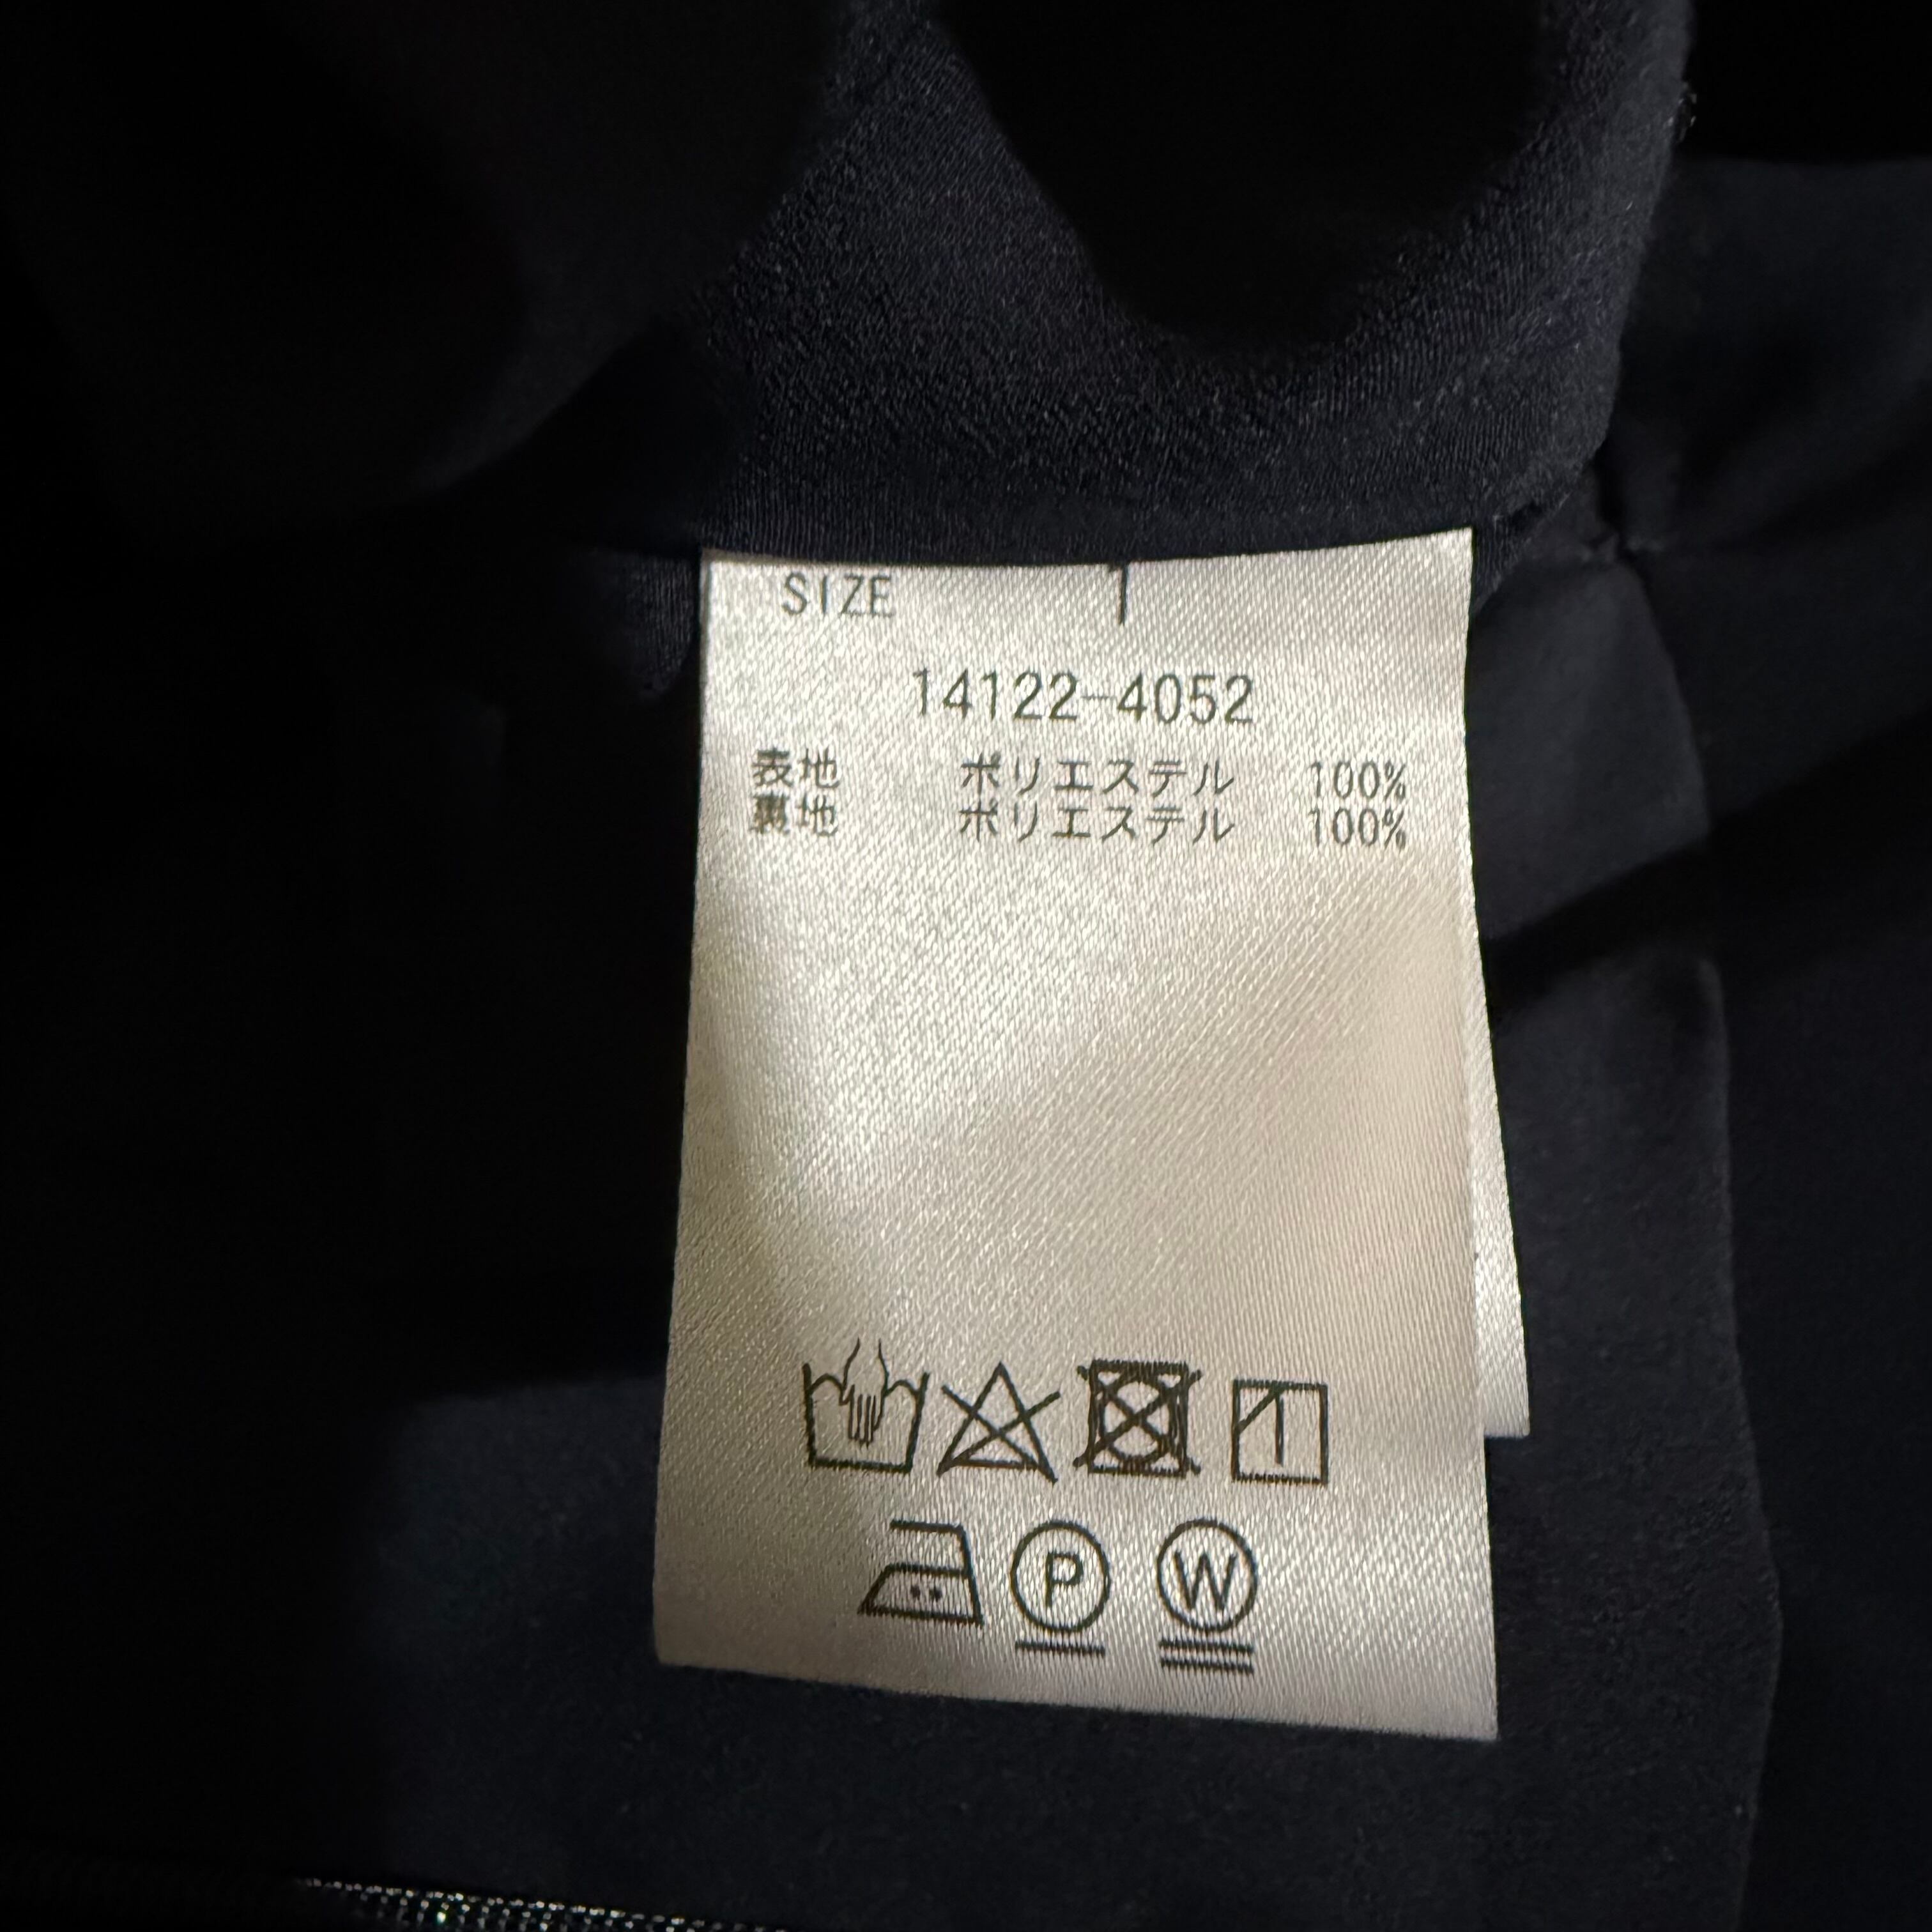 SIZE 1
14122-4052
表地 ポリエステル 100%
裏地 ポリエステル 100%
P W